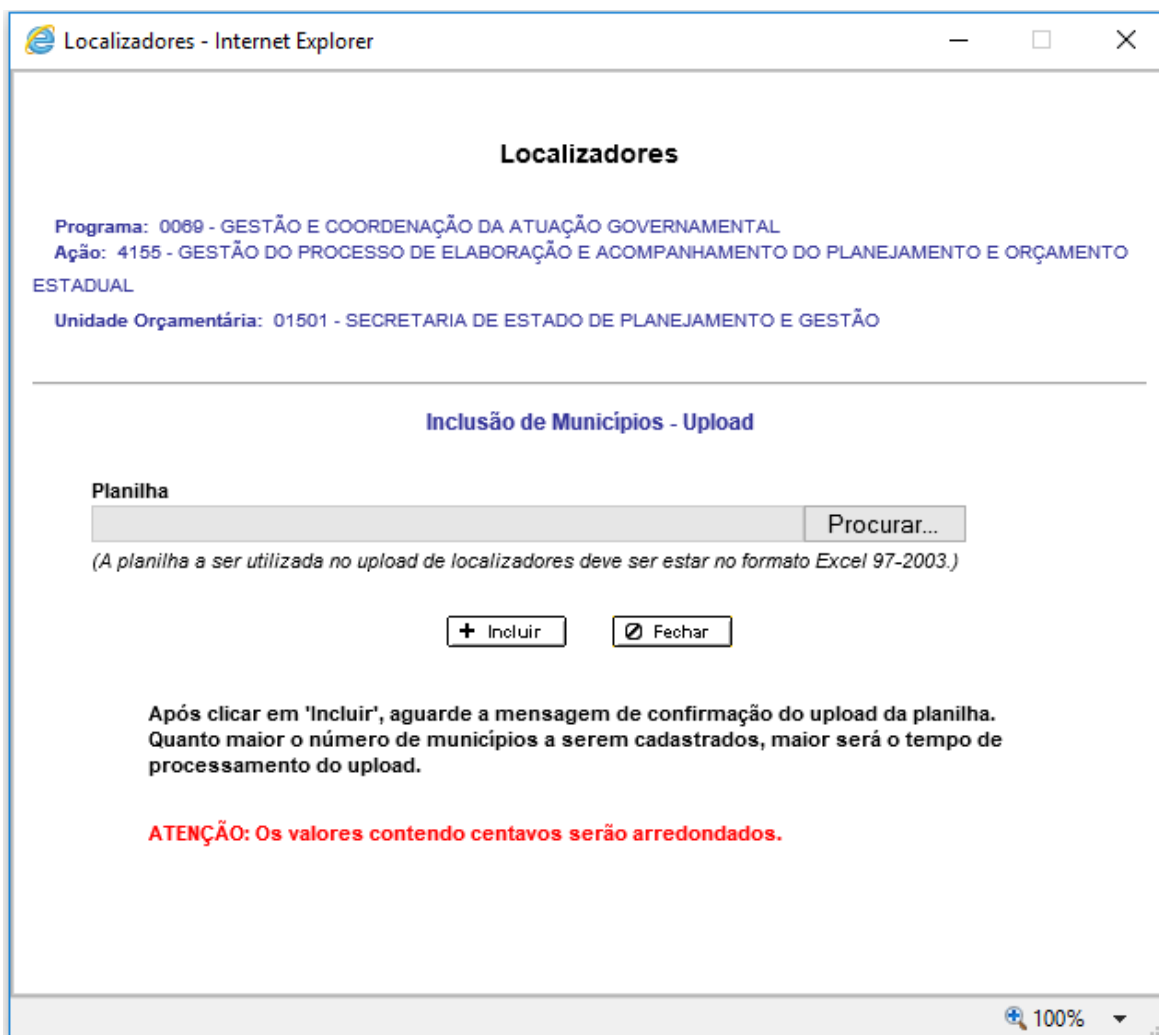 Localizadores - Internet Explorer
Localizadores
Programa: 0069 - GESTÃO E COORDENAÇÃO DA ATUAÇÃO GOVERNAMENTAL
Ação: 4155 - GESTÃO DO PROCESSO DE ELABORAÇÃO E ACOMPANHAMENTO DO PLANEJAMENTO E ORÇAMENTO
ESTADUAL
Unidade Orçamentária: 01501 - SECRETARIA DE ESTADO DE PLANEJAMENTO E GESTÃO
Inclusão de Municípios - Upload
Planilha
Procurar...
(A planilha a ser utilizada no upload de localizadores deve ser estar no formato Excel 97-2003.)
Incluir Fechar
Após clicar em 'Incluir', aguarde a mensagem de confirmação do upload da planilha.
Quanto maior o número de municípios a serem cadastrados, maior será o tempo de
processamento do upload.
ATENÇÃO: Os valores contendo centavos serão arredondados.
100%